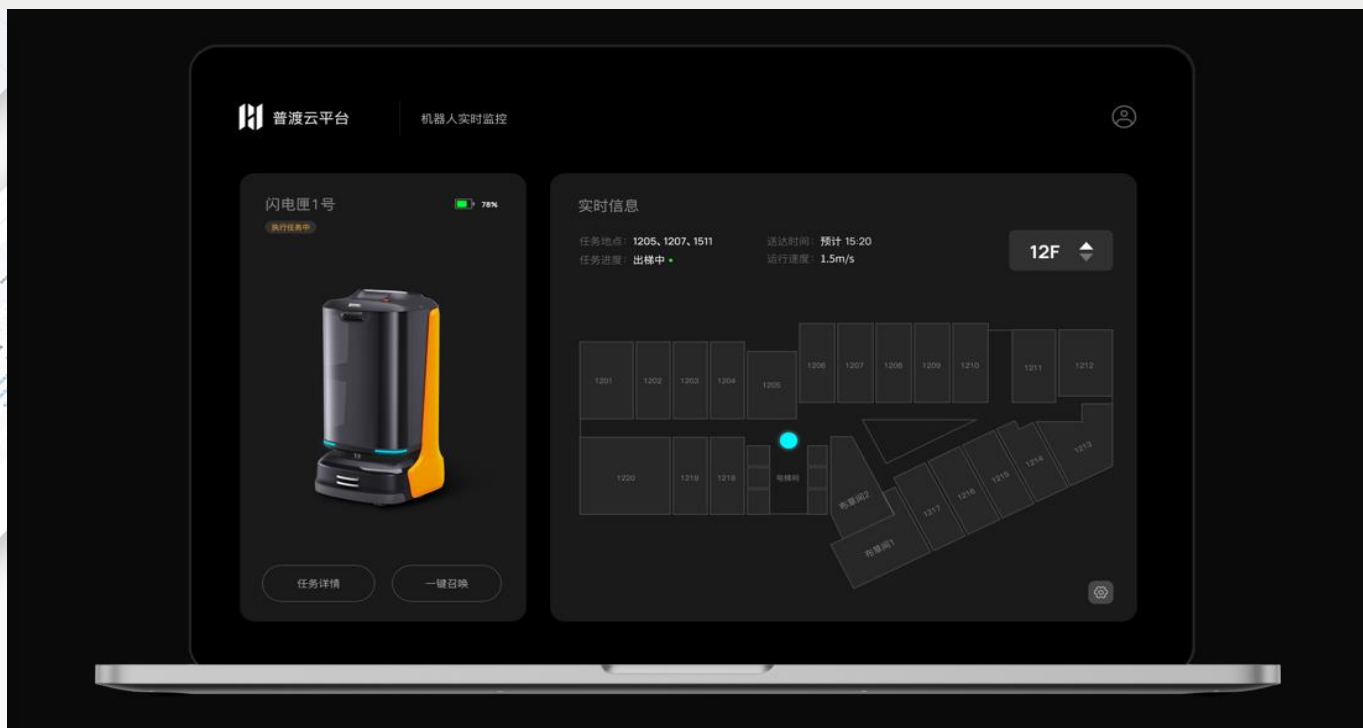 普渡云平台
机器人实时监控
闪电匣1号
78%
执行任务中
任务详情
一键召唤
实时信息
任务地点：1205、1207、1511
送达时间：预计 15:20
任务进度：出梯中
运行速度：1.5m/s
12F
1201
1202
1203
1204
1205
1206
1207
1208
1209
1210
1211
1212
1220
1219
1218
电梯间
布草间2
布草间1
1217
1216
1215
1214
1213